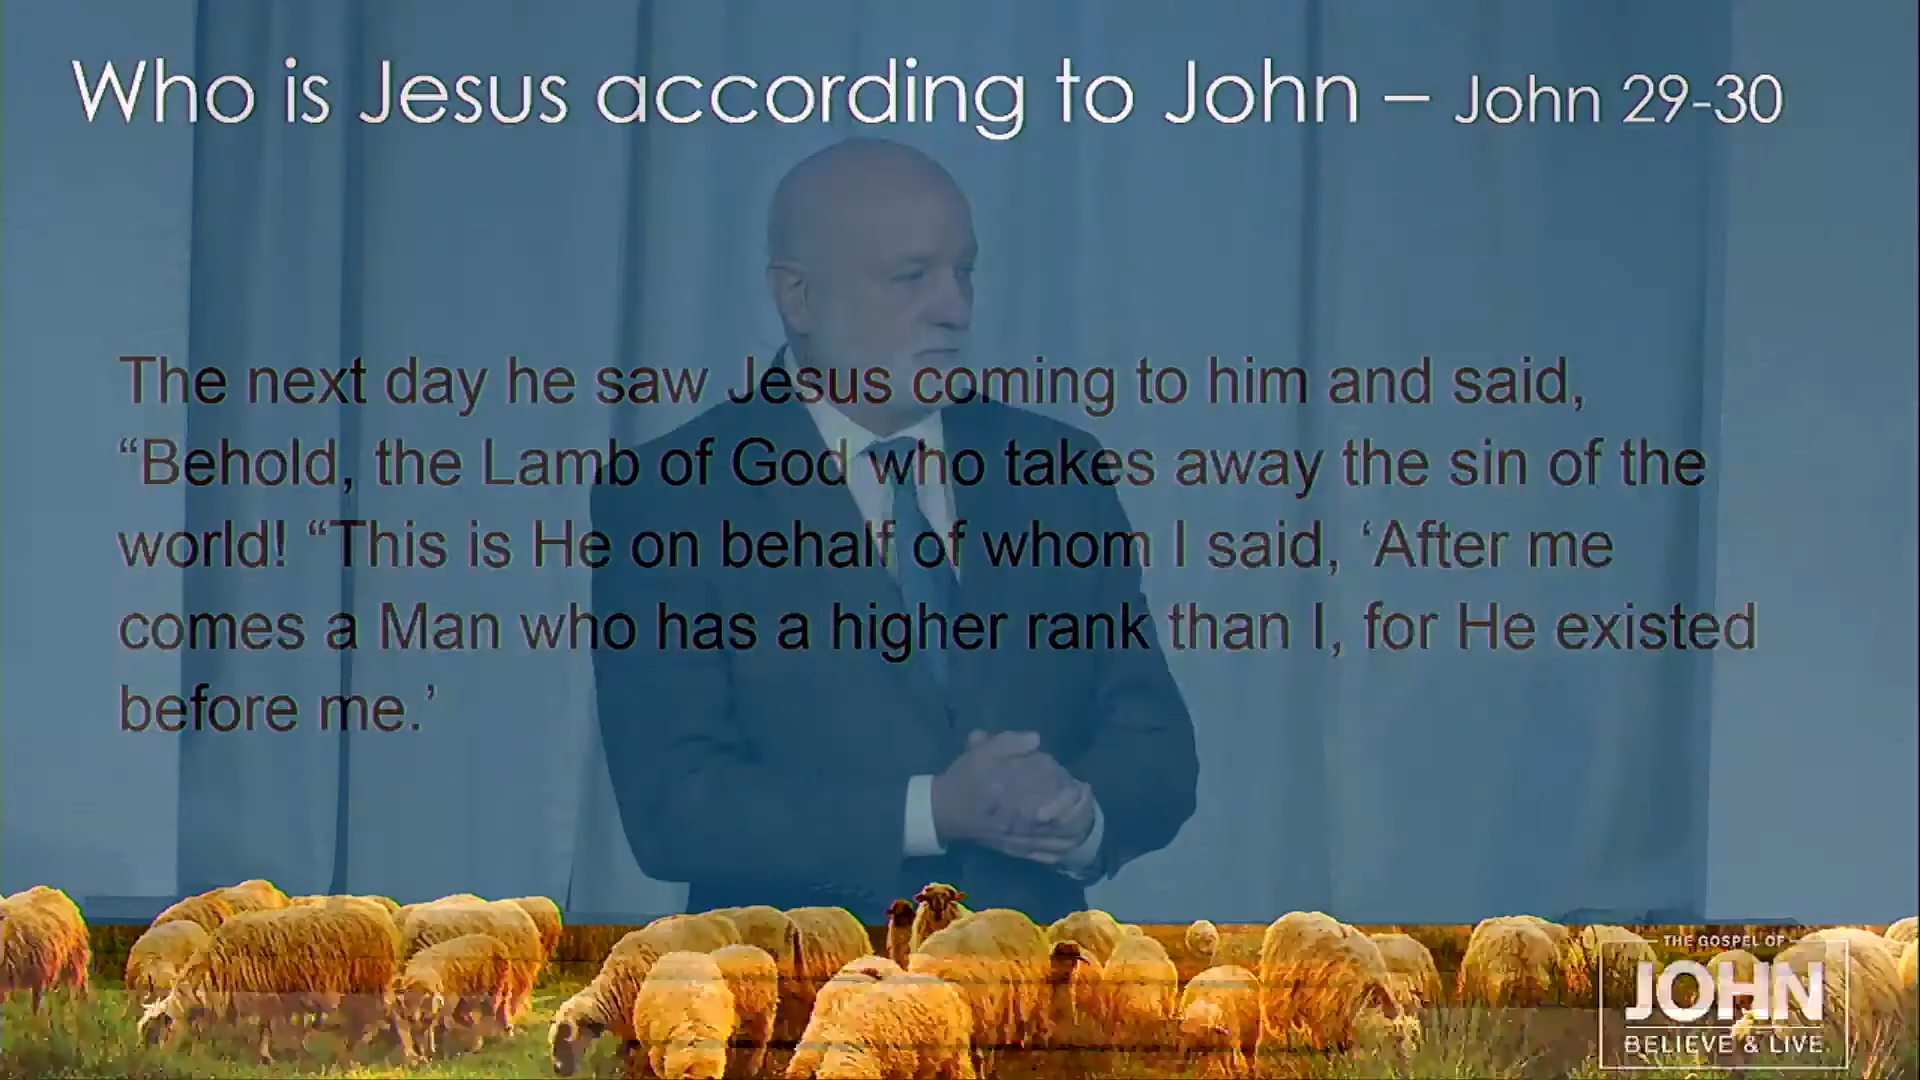 Who is Jesus according to John – John 29-30
The next day he saw Jesus coming to him and said,
“Behold, the Lamb of God who takes away the sin of the
world! “This is He on behalf of whom I said, ‘After me
comes a Man who has a higher rank than I, for He existed
before me.’
THE GOSPEL OF
JOHN
BELIEVE & LIVE